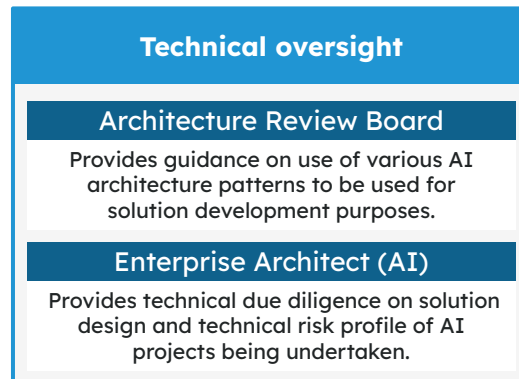 Technical oversight
Architecture Review Board
Provides guidance on use of various AI
architecture patterns to be used for
solution development purposes.
Enterprise Architect (AI)
Provides technical due diligence on solution
design and technical risk profile of AI
projects being undertaken.